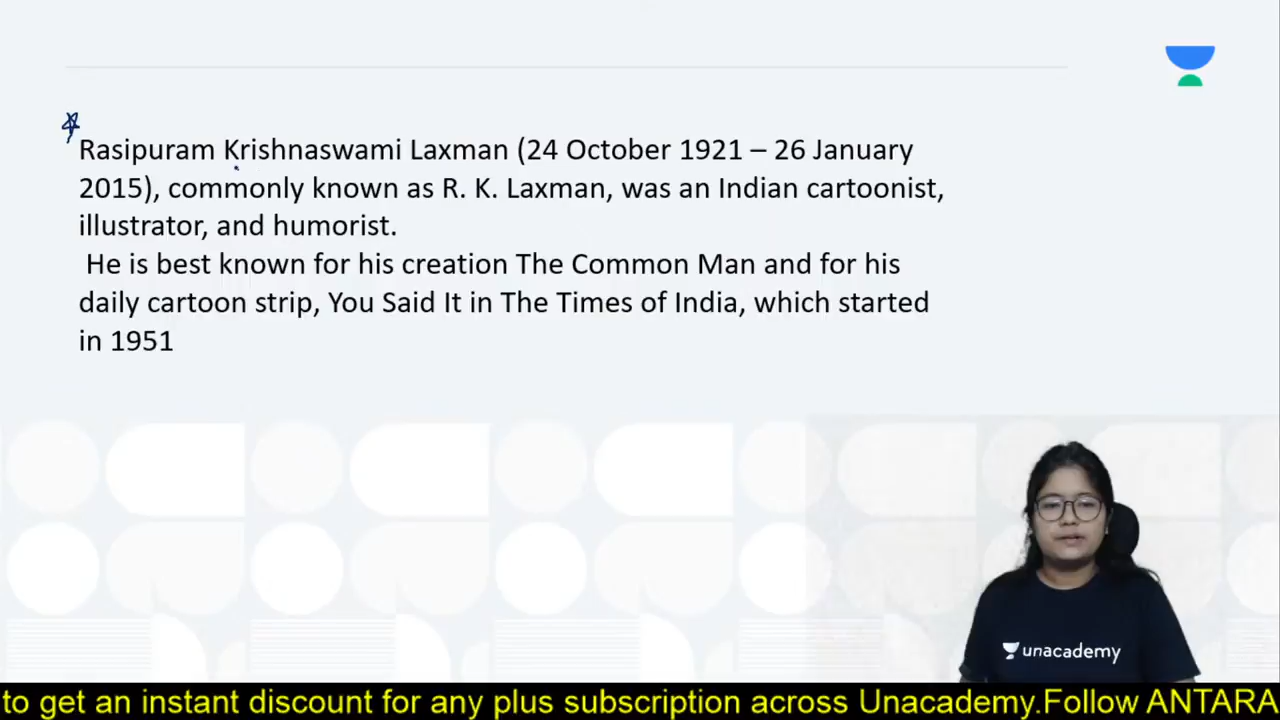 Rasipuram Krishnaswami Laxman (24 October 1921 – 26 January
2015), commonly known as R. K. Laxman, was an Indian cartoonist,
illustrator, and humorist.
He is best known for his creation The Common Man and for his
daily cartoon strip, You Said It in The Times of India, which started
in 1951
unacademy
to get an instant discount for any plus subscription across Unacademy.Follow ANTARA